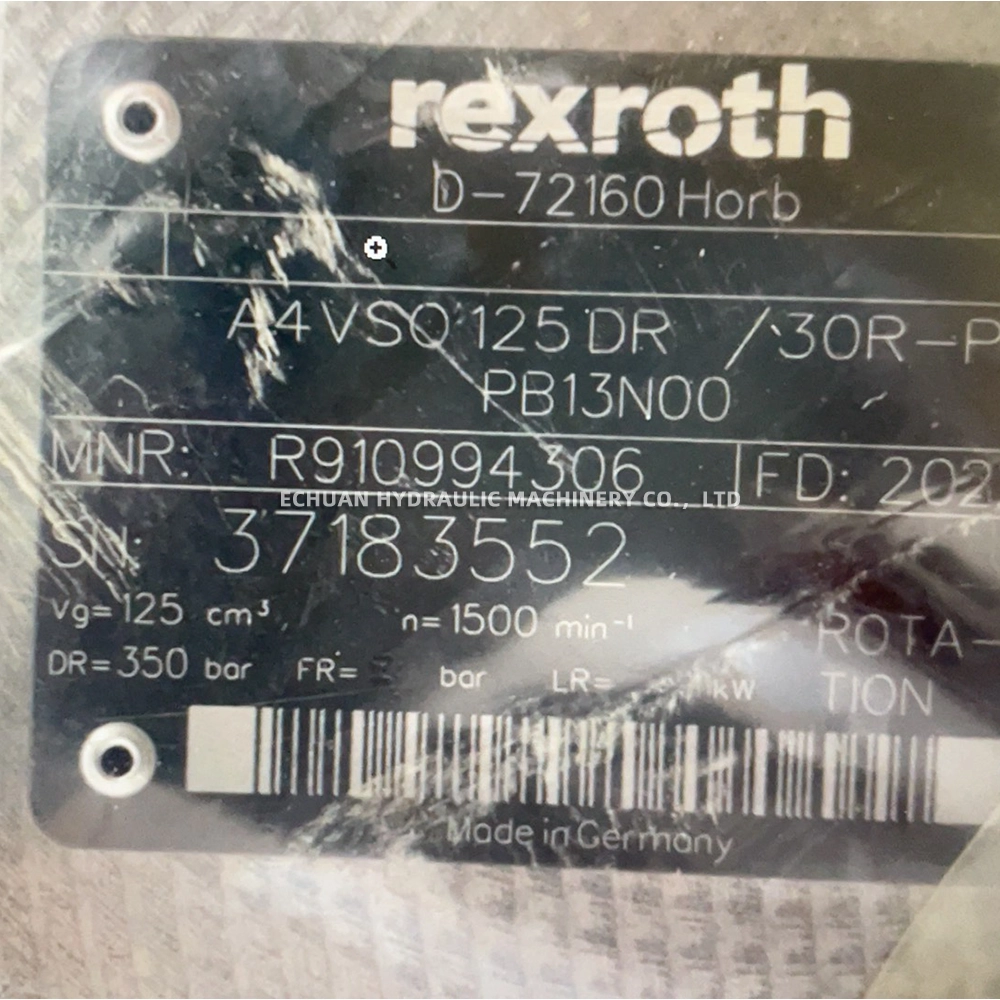 rexroth
D-72160 Horb
A4VSO 125 DR /30R-P
PB13N00
MNR: R910994306 FD: 202
ECHUAN HYDRAULIC MACHINERY CO., LTD
SN: 37183552
Vg= 125 cm³ n= 1500 min⁻¹ ROTA-
DR= 350 bar FR= bar LR= kW TION
Made in Germany